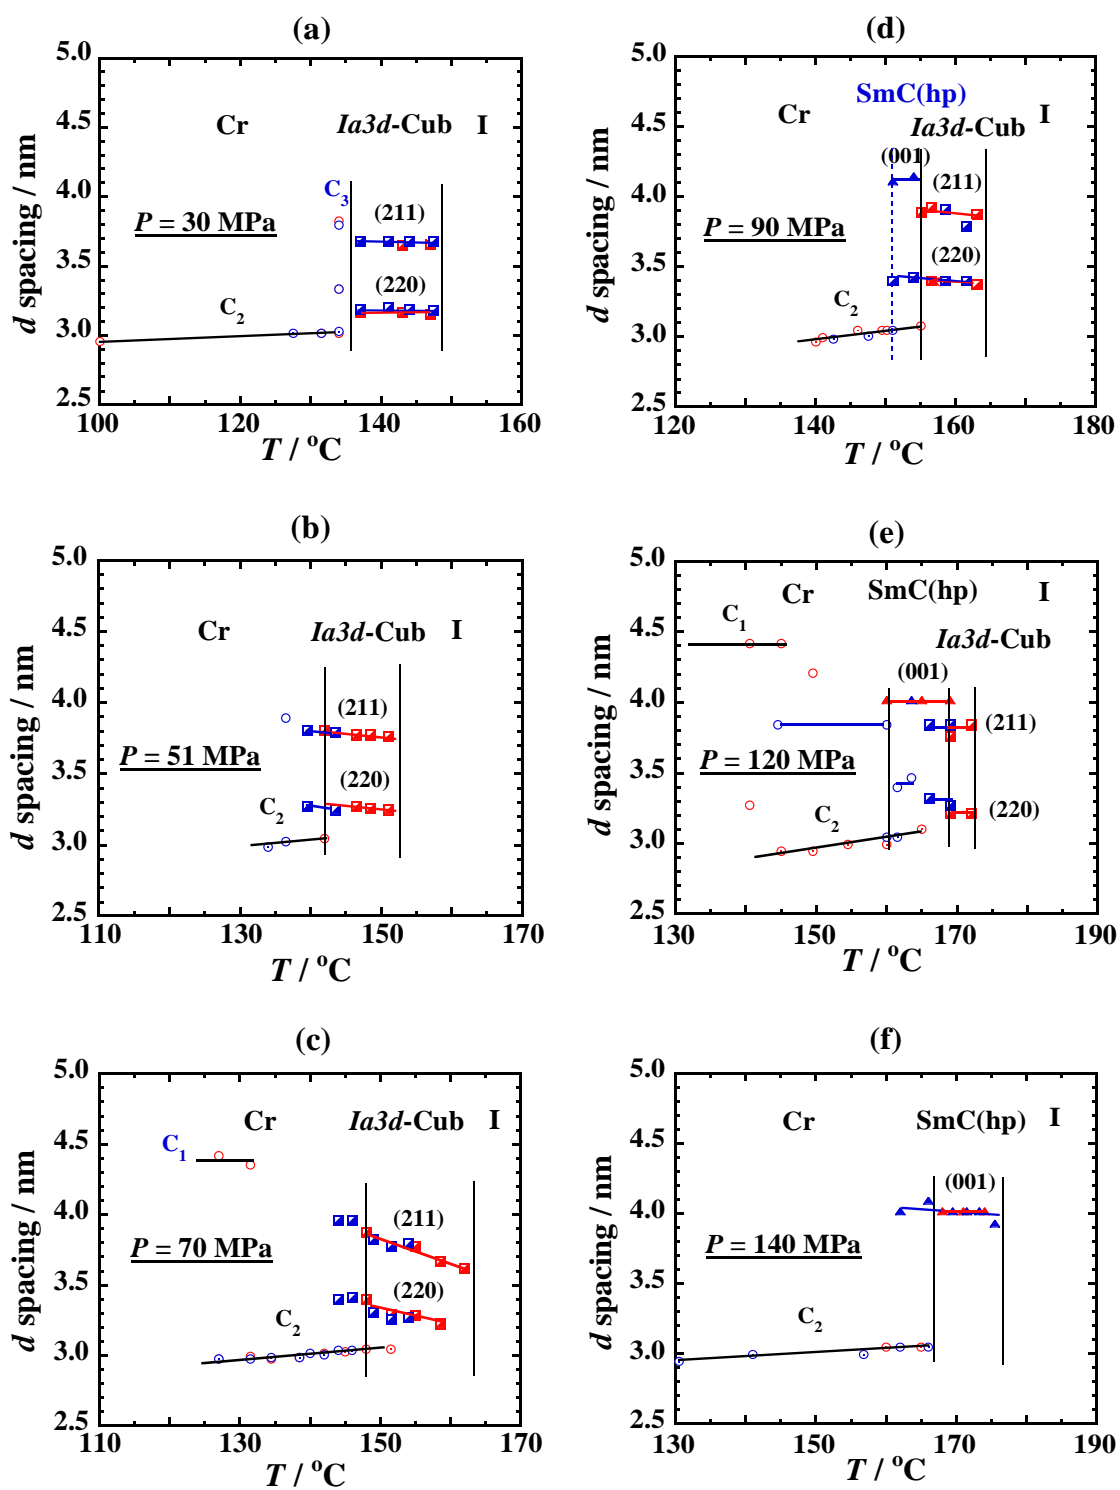 (a)
5.0
4.5
4.0
3.5
3.0
2.5
d spacing / nm
Cr
Ia3d-Cub
I
C3
P = 30 MPa
(211)
(220)
C2
100
120
140
160
T / °C
(b)
5.0
4.5
4.0
3.5
3.0
2.5
d spacing / nm
Cr
Ia3d-Cub
I
(211)
P = 51 MPa
(220)
C2
110
130
150
170
T / °C
(c)
5.0
4.5
4.0
3.5
3.0
2.5
d spacing / nm
Cr
Ia3d-Cub
I
C1
(211)
P = 70 MPa
(220)
C2
110
130
150
170
T / °C
(d)
5.0
4.5
4.0
3.5
3.0
2.5
d spacing / nm
SmC(hp)
Cr
Ia3d-Cub
I
(001)
(211)
P = 90 MPa
(220)
C2
120
140
160
180
T / °C
(e)
5.0
4.5
4.0
3.5
3.0
2.5
d spacing / nm
Cr
SmC(hp)
I
C1
Ia3d-Cub
(001)
(211)
P = 120 MPa
(220)
C2
130
150
170
190
T / °C
(f)
5.0
4.5
4.0
3.5
3.0
2.5
d spacing / nm
Cr
SmC(hp)
I
(001)
P = 140 MPa
C2
130
150
170
190
T / °C